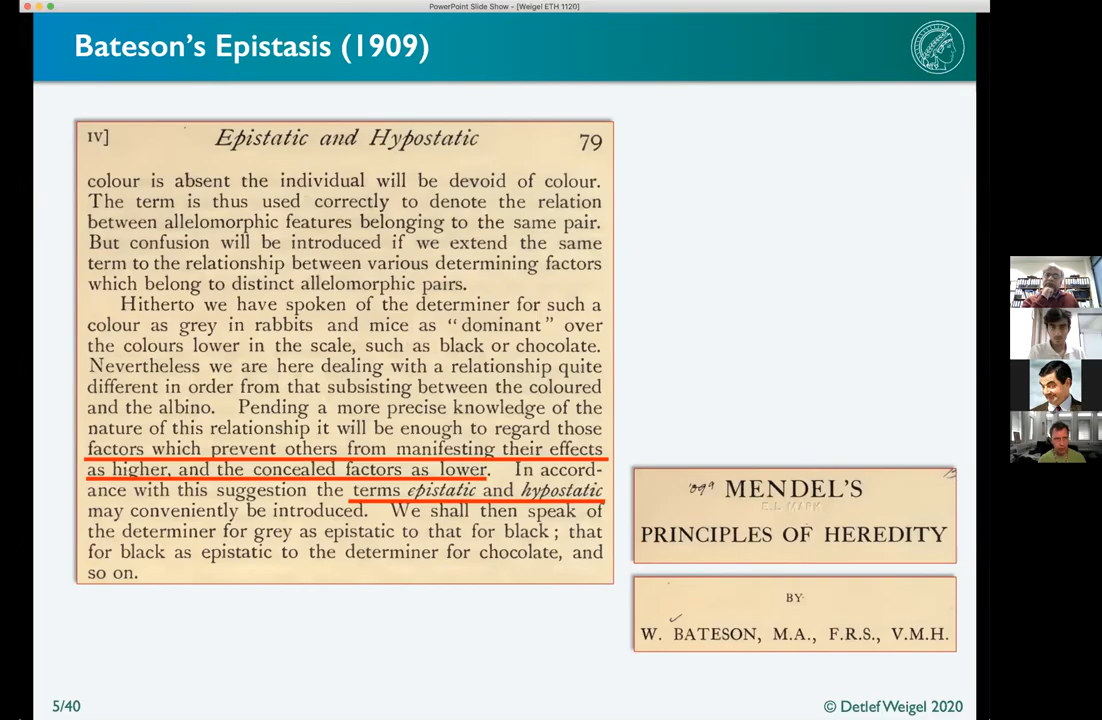 PowerPoint Slide Show - [Weigel ETH 1120]
Bateson's Epistasis (1909)
IV] Epistatic and Hypostatic 79
colour is absent the individual will be devoid of colour.
The term is thus used correctly to denote the relation
between allelomorphic features belonging to the same pair.
But confusion will be introduced if we extend the same
term to the relationship between various determining factors
which belong to distinct allelomorphic pairs.
Hitherto we have spoken of the determiner for such a
colour as grey in rabbits and mice as "dominant" over
the colours lower in the scale, such as black or chocolate.
Nevertheless we are here dealing with a relationship quite
different in order from that subsisting between the coloured
and the albino. Pending a more precise knowledge of the
nature of this relationship it will be enough to regard those
factors which prevent others from manifesting their effects
as higher, and the concealed factors as lower. In accord-
ance with this suggestion the terms epistatic and hypostatic
may conveniently be introduced. We shall then speak of
the determiner for grey as epistatic to that for black; that
for black as epistatic to the determiner for chocolate, and
so on.
MENDEL'S
E.L. MARK
PRINCIPLES OF HEREDITY
BY
W. BATESON, M.A., F.R.S., V.M.H.
5/40
© Detlef Weigel 2020